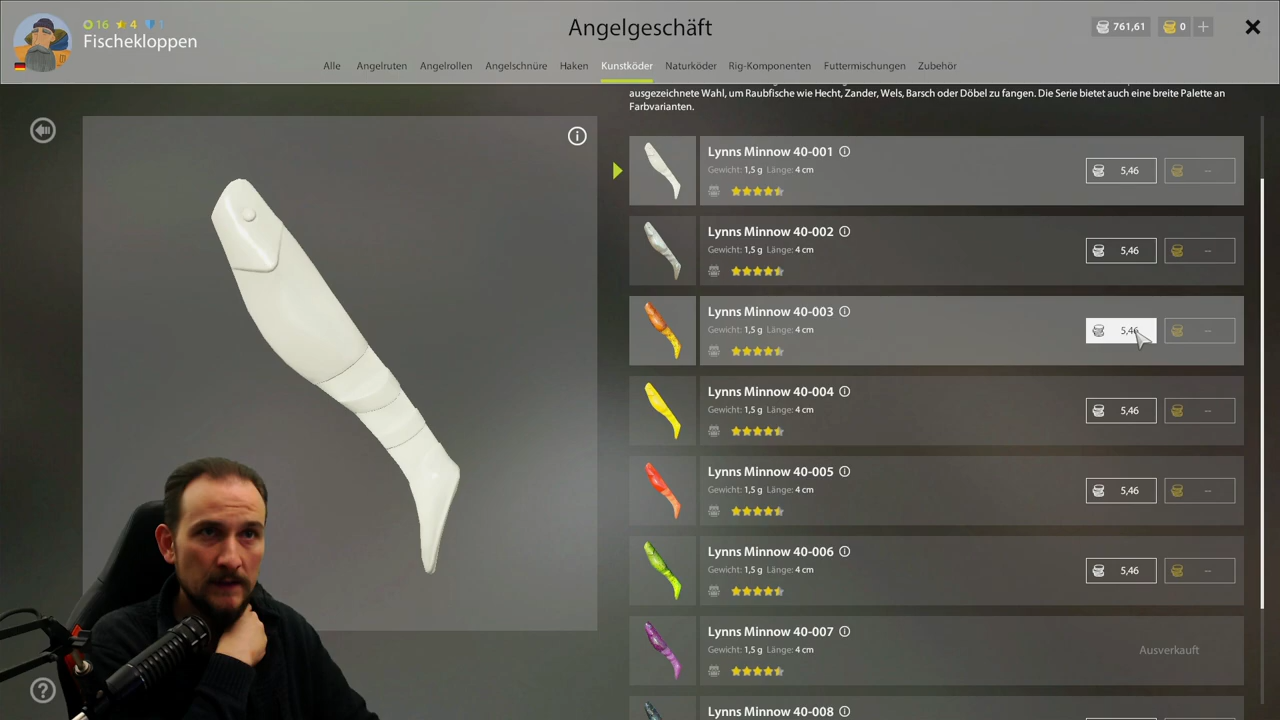 16 4 1
Fischekloppen
Angelgeschäft
761,61 0
Alle Angelruten Angelrollen Angelschnüre Haken Kunstköder Naturköder Rig-Komponenten Futtermischungen Zubehör
ausgezeichnete Wahl, um Raubfische wie Hecht, Zander, Wels, Barsch oder Döbel zu fangen. Die Serie bietet auch eine breite Palette an
Farbvarianten.
Lynns Minnow 40-001
Gewicht: 1,5 g Länge: 4 cm
5,46 --
Lynns Minnow 40-002
Gewicht: 1,5 g Länge: 4 cm
5,46 --
Lynns Minnow 40-003
Gewicht: 1,5 g Länge: 4 cm
5,46 --
Lynns Minnow 40-004
Gewicht: 1,5 g Länge: 4 cm
5,46 --
Lynns Minnow 40-005
Gewicht: 1,5 g Länge: 4 cm
5,46 --
Lynns Minnow 40-006
Gewicht: 1,5 g Länge: 4 cm
5,46 --
Lynns Minnow 40-007
Gewicht: 1,5 g Länge: 4 cm
Ausverkauft
Lynns Minnow 40-008